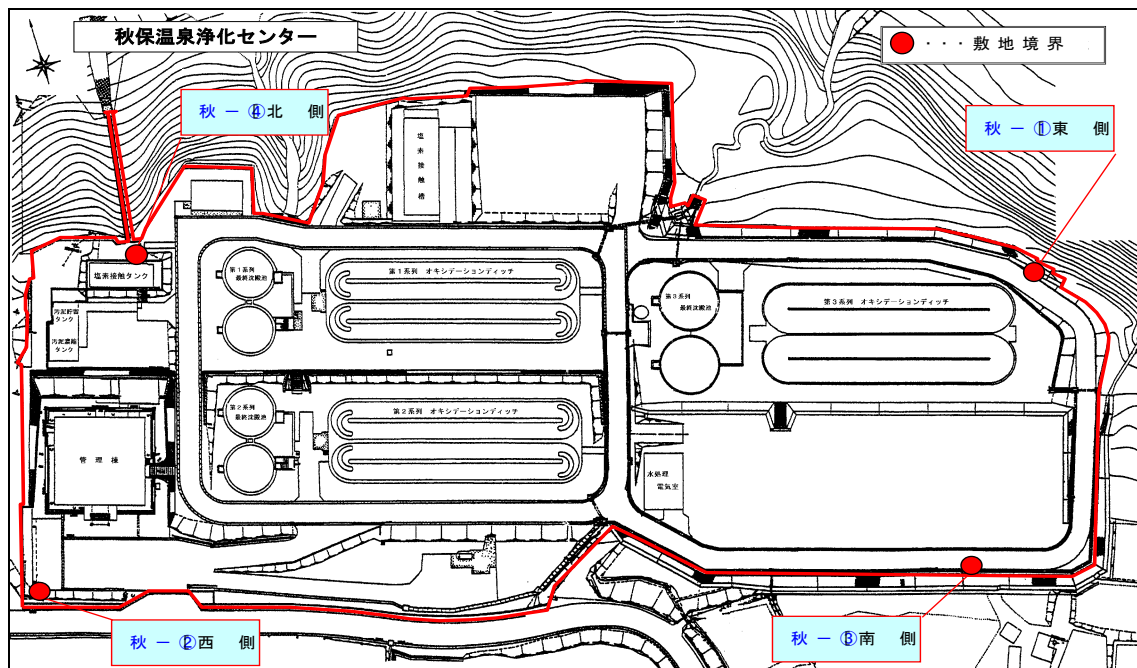 秋保温泉浄化センター
・・・敷地境界
秋－④北 側
秋－①東 側
塩素接触槽
塩素接触タンク
第1系列
最終沈殿池
第1系列 オキシデーションディッチ
第3系列
最終沈殿池
第3系列 オキシデーションディッチ
汚泥貯留
タンク
汚泥濃縮
タンク
第2系列
最終沈殿池
第2系列 オキシデーションディッチ
管理棟
水処理
電気室
秋－②西 側
秋－③南 側